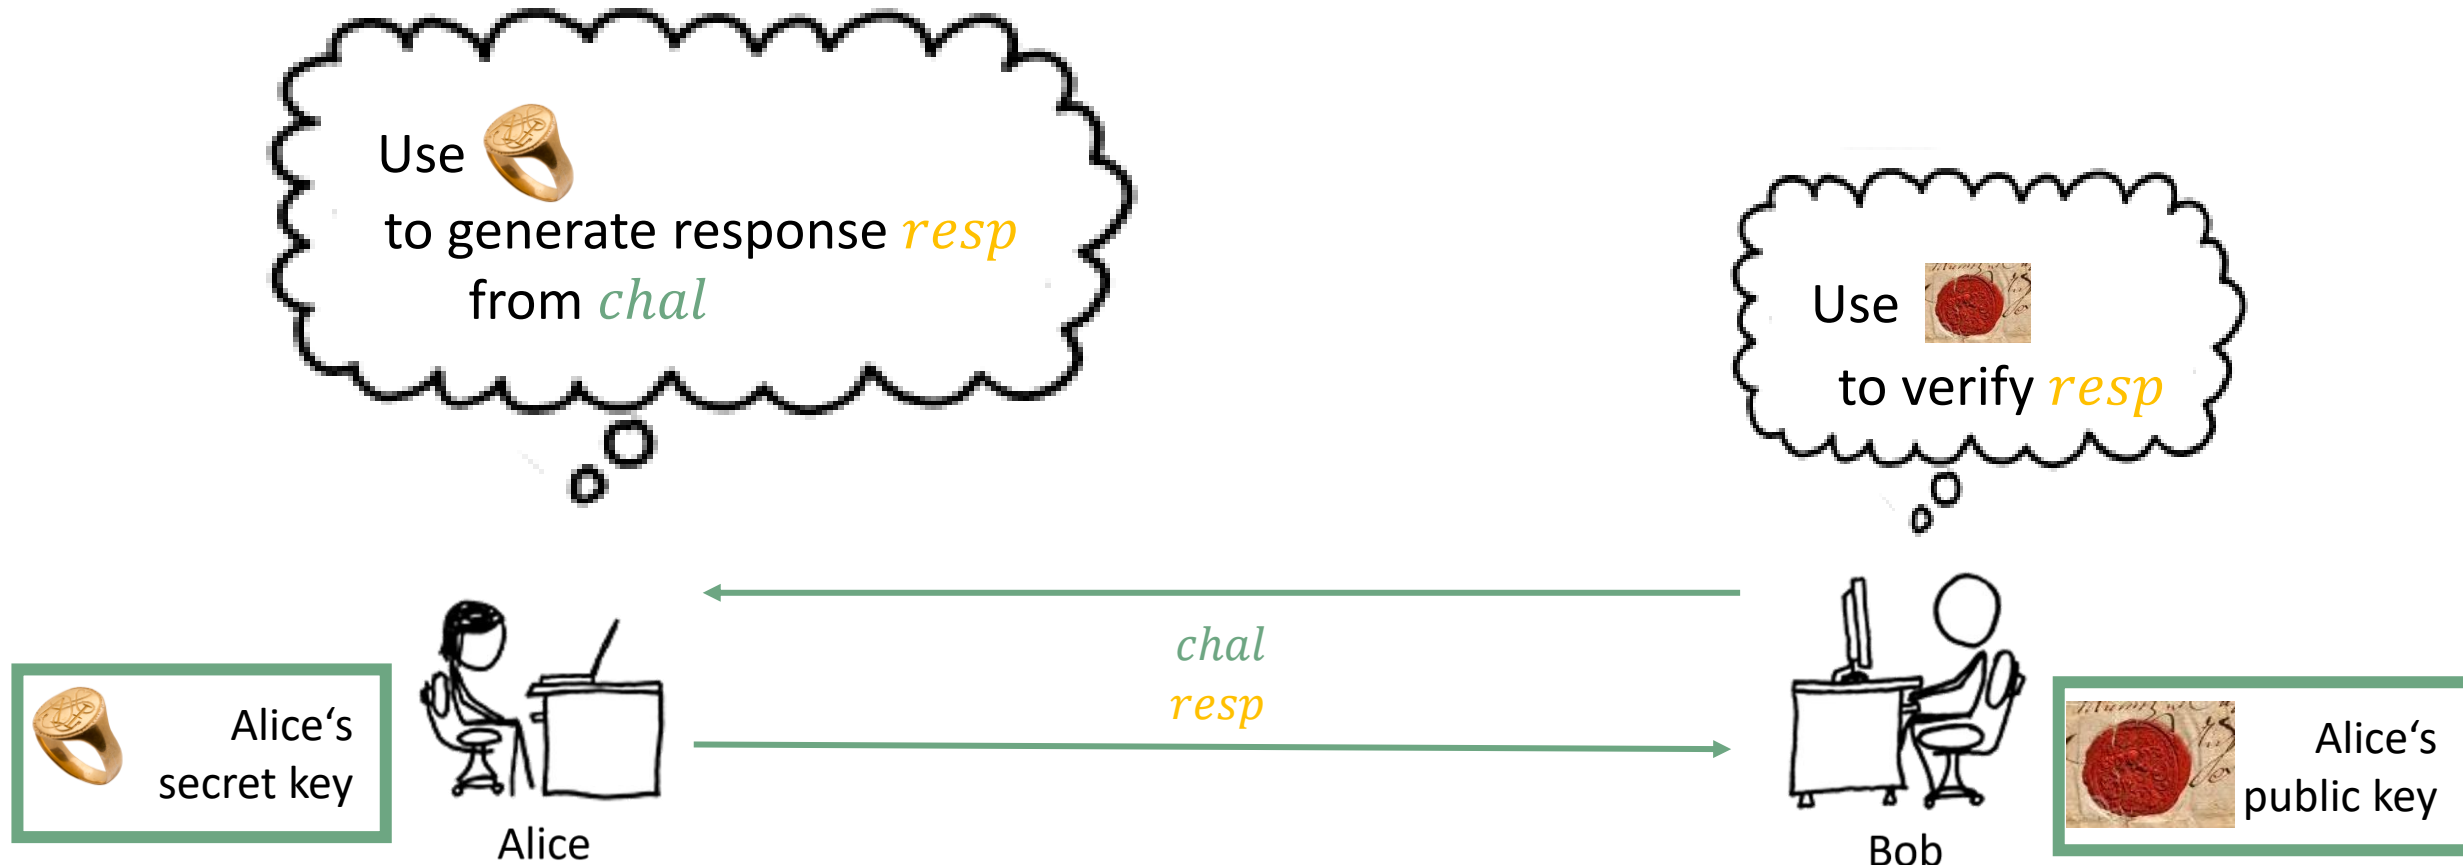 Use
to generate response resp
from chal
Use
to verify resp
chal
resp
Alice‘s
secret key
Alice
Bob
Alice‘s
public key